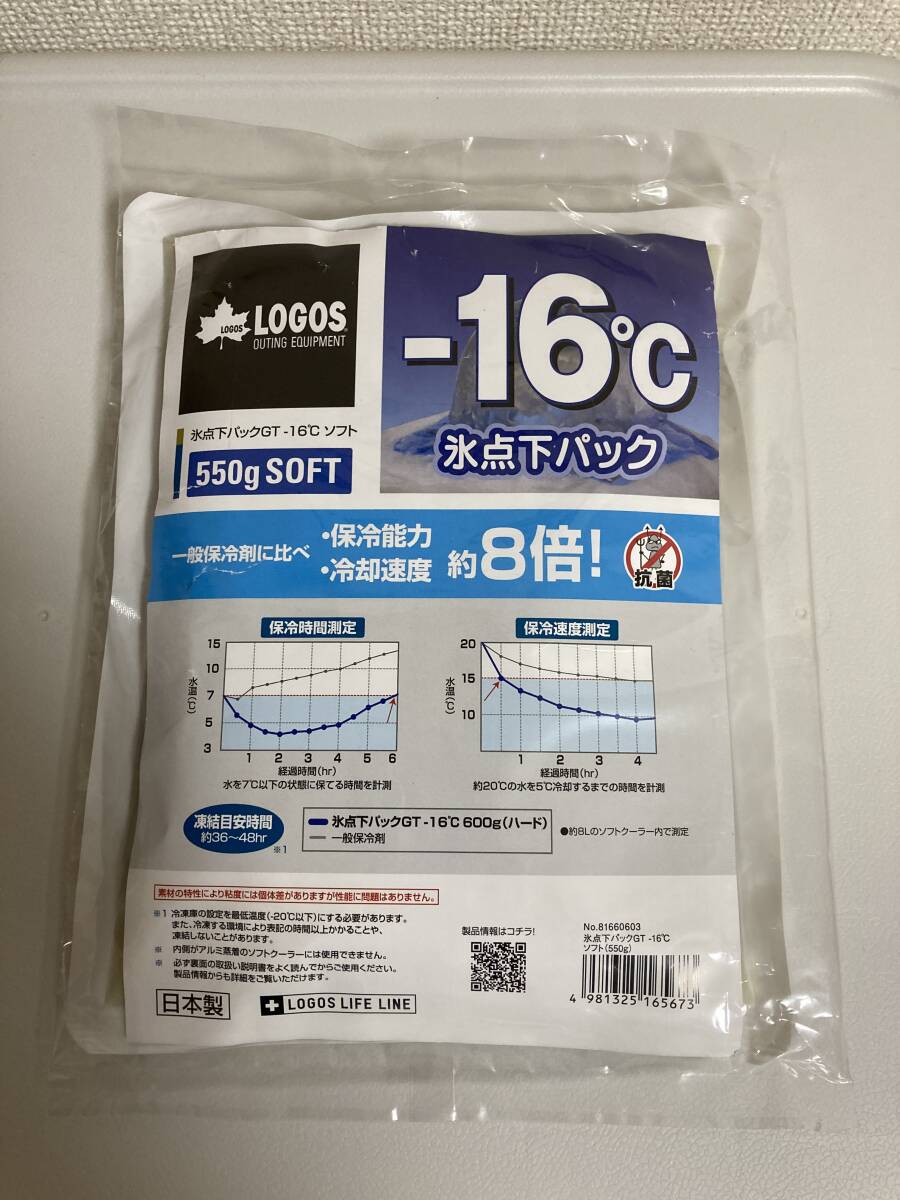 LOGOS
LOGOS
OUTING EQUIPMENT
-16℃
氷点下パック
氷点下パックGT -16℃ ソフト
550g SOFT
一般保冷剤に比べ
・保冷能力
・冷却速度
約8倍!
抗菌
保冷時間測定
15
10
7
5
3
水温(℃)
1 2 3 4 5 6
経過時間(hr)
水を7℃以下の状態に保てる時間を計測
保冷速度測定
20
15
10
水温(℃)
1 2 3 4
経過時間(hr)
約20℃の水を5℃冷却するまでの時間を計測
凍結目安時間
約36~48hr
※1
氷点下パックGT -16℃ 600g(ハード)
一般保冷剤
●約8Lのソフトクーラー内で測定
素材の特性により粘度には個体差がありますが性能に問題はありません。
※1 冷凍庫の設定を最低温度(-20℃以下)にする必要があります。
また、冷凍する環境により表記の時間以上かかることや、
凍結しないことがあります。
※ 内側がアルミ蒸着のソフトクーラーには使用できません。
※ 必ず裏面の取扱い説明書をよく読んでからご使用ください。
製品情報からも詳細をご覧いただけます。
日本製
LOGOS LIFE LINE
製品情報はコチラ!
No.81660603
氷点下パックGT -16℃
ソフト(550g)
4 981325 165673